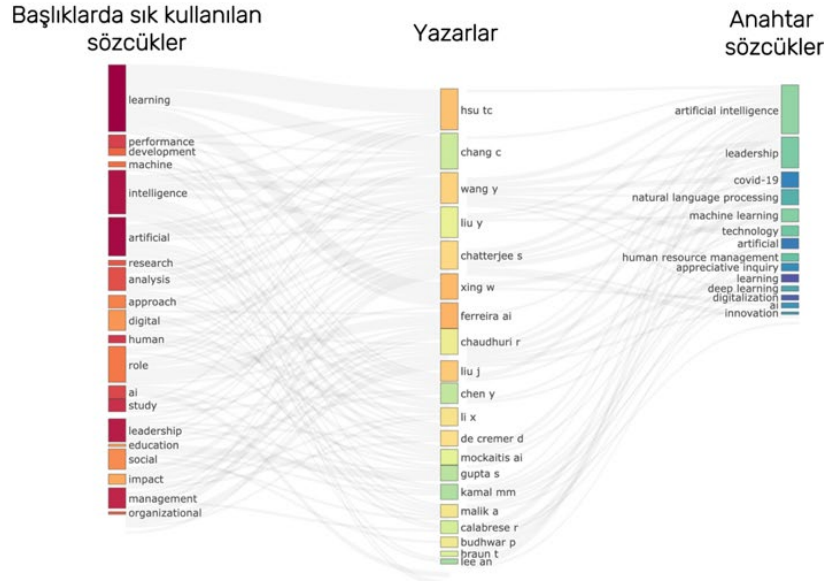 Başlıklarda sık kullanılan
sözcükler
Yazarlar
Anahtar
sözcükler
learning
performance
development
machine
intelligence
artificial
research
analysis
approach
digital
human
role
ai
study
leadership
education
social
impact
management
organizational
hsu tc
chang c
wang y
liu y
chatterjee s
xing w
ferreira ai
chaudhuri r
liu j
chen y
li x
de cremer d
mockaitis ai
gupta s
kamal mm
malik a
calabrese r
budhwar p
braun t
lee an
artificial intelligence
leadership
covid-19
natural language processing
machine learning
technology
artificial
human resource management
appreciative inquiry
learning
deep learning
digitalization
ai
innovation